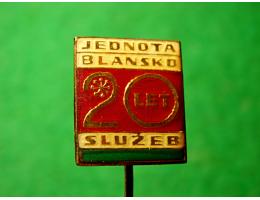 JEDNOTA
BLANSKO
20 LET
SLUŽEB